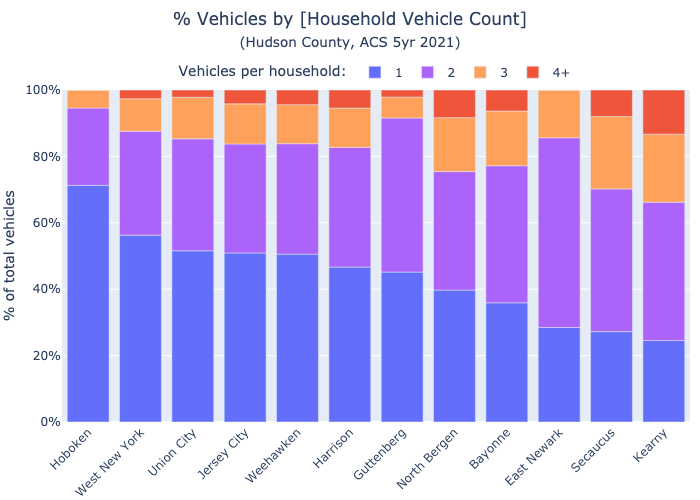 % Vehicles by [Household Vehicle Count]
(Hudson County, ACS 5yr 2021)
Vehicles per household: 1 2 3 4+
100%
80%
60%
40%
20%
0%
% of total vehicles
Hoboken
West New York
Union City
Jersey City
Weehawken
Harrison
Guttenberg
North Bergen
Bayonne
East Newark
Secaucus
Kearny